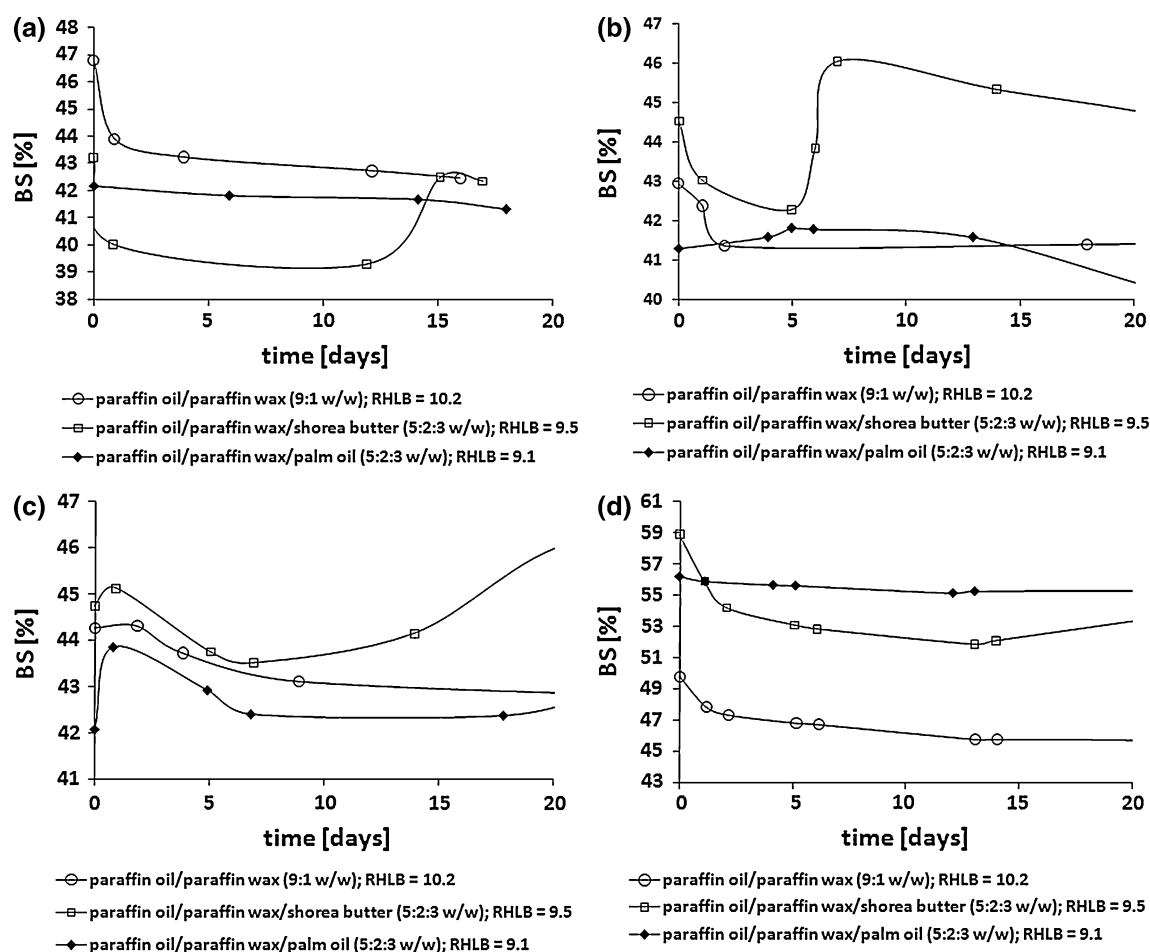 (a)
48
47
46
45
44
43
42
41
40
39
38
BS [%]
0 5 10 15 20
time [days]
paraffin oil/paraffin wax (9:1 w/w); RHLB = 10.2
paraffin oil/paraffin wax/shorea butter (5:2:3 w/w); RHLB = 9.5
paraffin oil/paraffin wax/palm oil (5:2:3 w/w); RHLB = 9.1
(b)
47
46
45
44
43
42
41
40
BS [%]
0 5 10 15 20
time [days]
paraffin oil/paraffin wax (9:1 w/w); RHLB = 10.2
paraffin oil/paraffin wax/shorea butter (5:2:3 w/w); RHLB = 9.5
paraffin oil/paraffin wax/palm oil (5:2:3 w/w); RHLB = 9.1
(c)
47
46
45
44
43
42
41
BS [%]
0 5 10 15 20
time [days]
paraffin oil/paraffin wax (9:1 w/w); RHLB = 10.2
paraffin oil/paraffin wax/shorea butter (5:2:3 w/w); RHLB = 9.5
paraffin oil/paraffin wax/palm oil (5:2:3 w/w); RHLB = 9.1
(d)
61
59
57
55
53
51
49
47
45
43
BS [%]
0 5 10 15 20
time [days]
paraffin oil/paraffin wax (9:1 w/w); RHLB = 10.2
paraffin oil/paraffin wax/shorea butter (5:2:3 w/w); RHLB = 9.5
paraffin oil/paraffin wax/palm oil (5:2:3 w/w); RHLB = 9.1